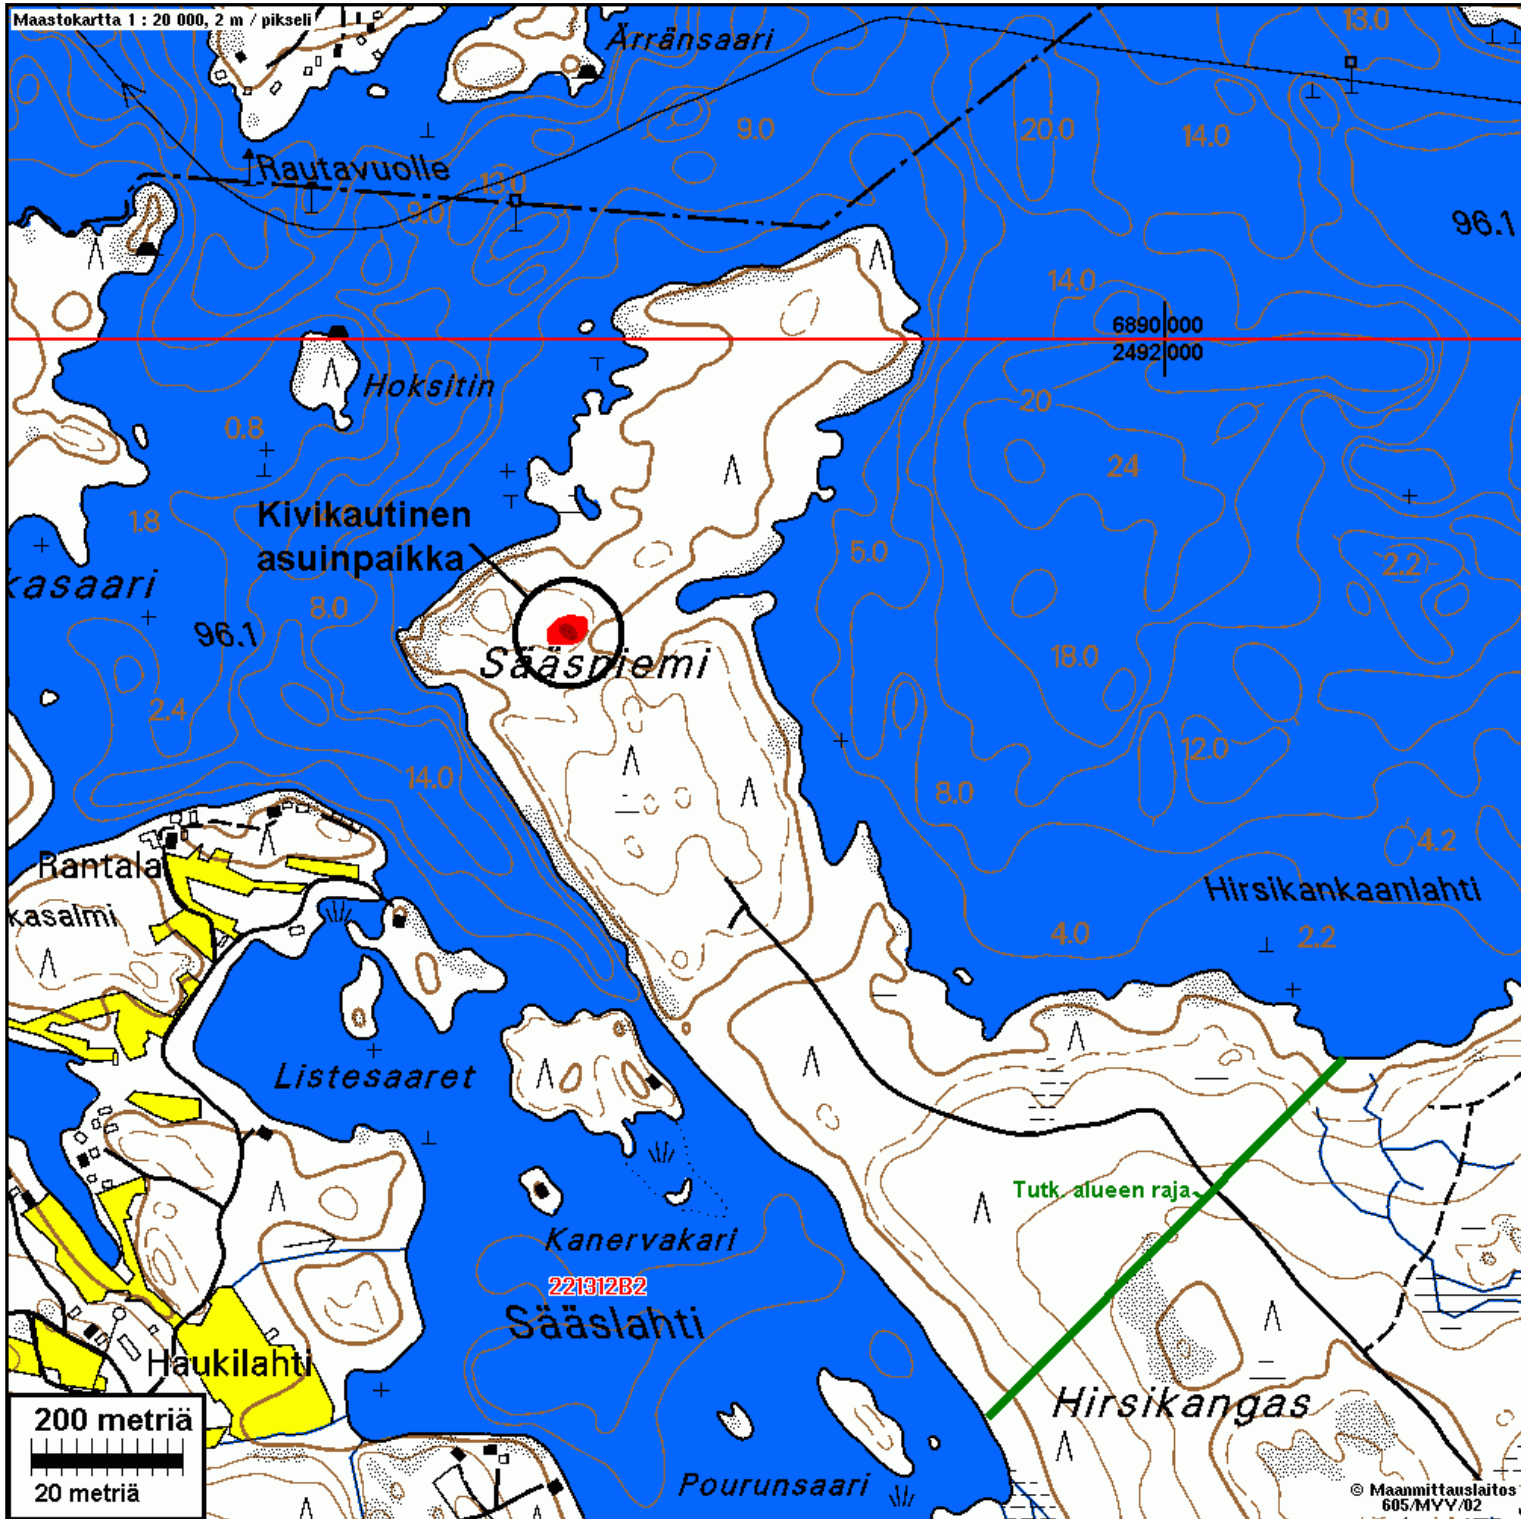 Maastokartta 1 : 20 000, 2 m / pikseli
Ärränsaari
13.0
9.0
20.0
14.0
Rautavuolle
13.0
9.0
96.1
14.0
6890 000
2492 000
Hoksitin
20
0.8
24
Kivikautinen
asuinpaikka
1.8
5.0
2.2
kasaari
8.0
96.1
Sääsniemi
18.0
2.4
12.0
14.0
8.0
4.2
Rantala
Hirsikankaanlahti
kasalmi
4.0
2.2
Listesaaret
Tutk. alueen raja
Kanervakari
221312B2
Sääslahti
Haukilahti
Hirsikangas
200 metriä
20 metriä
Pourunsaari
© Maanmittauslaitos
605/MYY/02